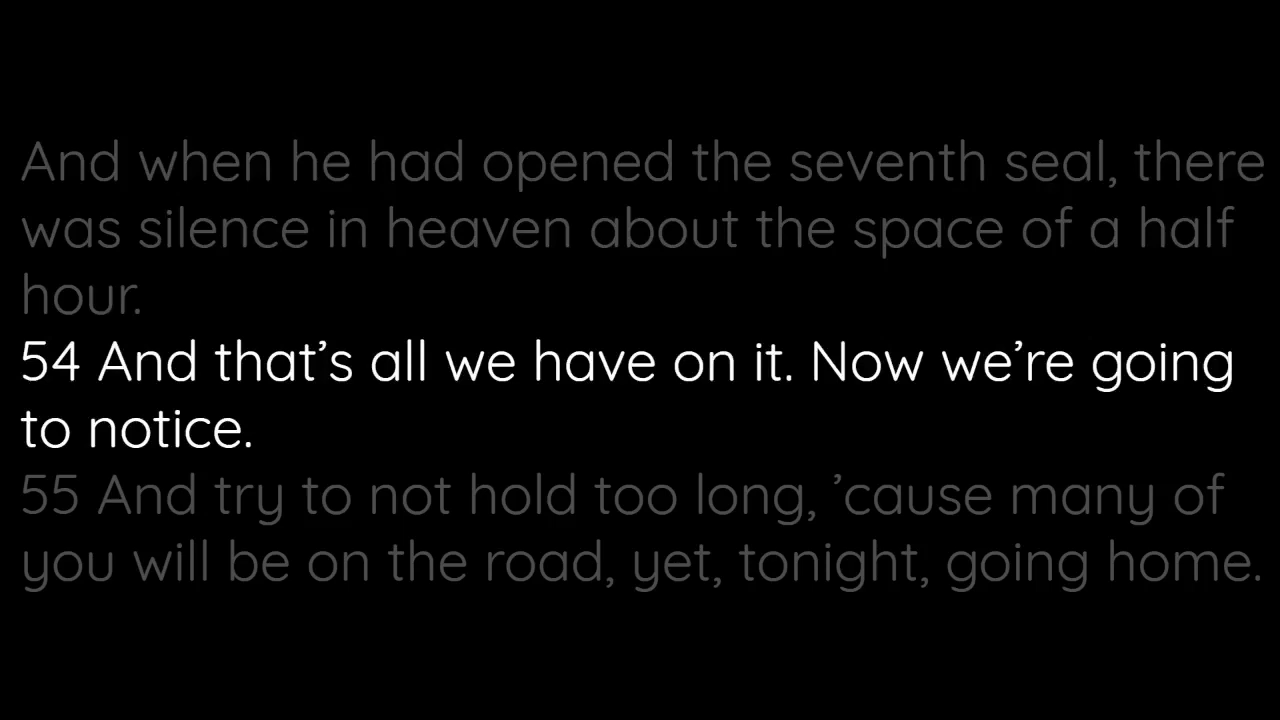 And when he had opened the seventh seal, there
was silence in heaven about the space of a half
hour.
54 And that’s all we have on it. Now we’re going
to notice.
55 And try to not hold too long, ’cause many of
you will be on the road, yet, tonight, going home.